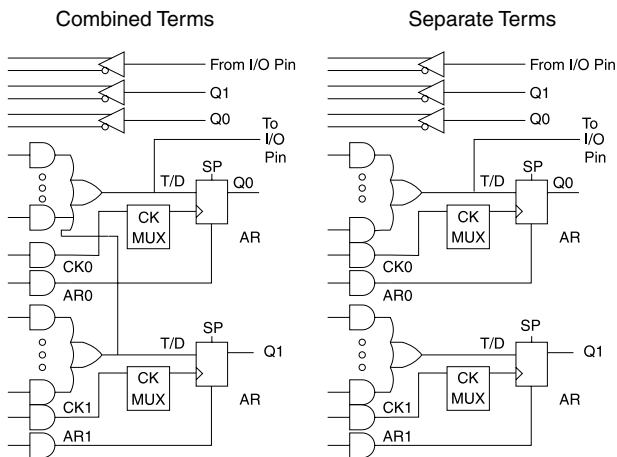 Combined Terms
From I/O Pin
Q1
Q0
To
I/O
Pin
SP
T/D
Q0
CK
MUX
AR
CK0
AR0
SP
T/D
Q1
CK
MUX
CK1
AR
AR1
Separate Terms
From I/O Pin
Q1
Q0
To
I/O
Pin
SP
T/D
Q0
CK
MUX
AR
CK0
AR0
SP
T/D
Q1
CK
MUX
CK1
AR
AR1